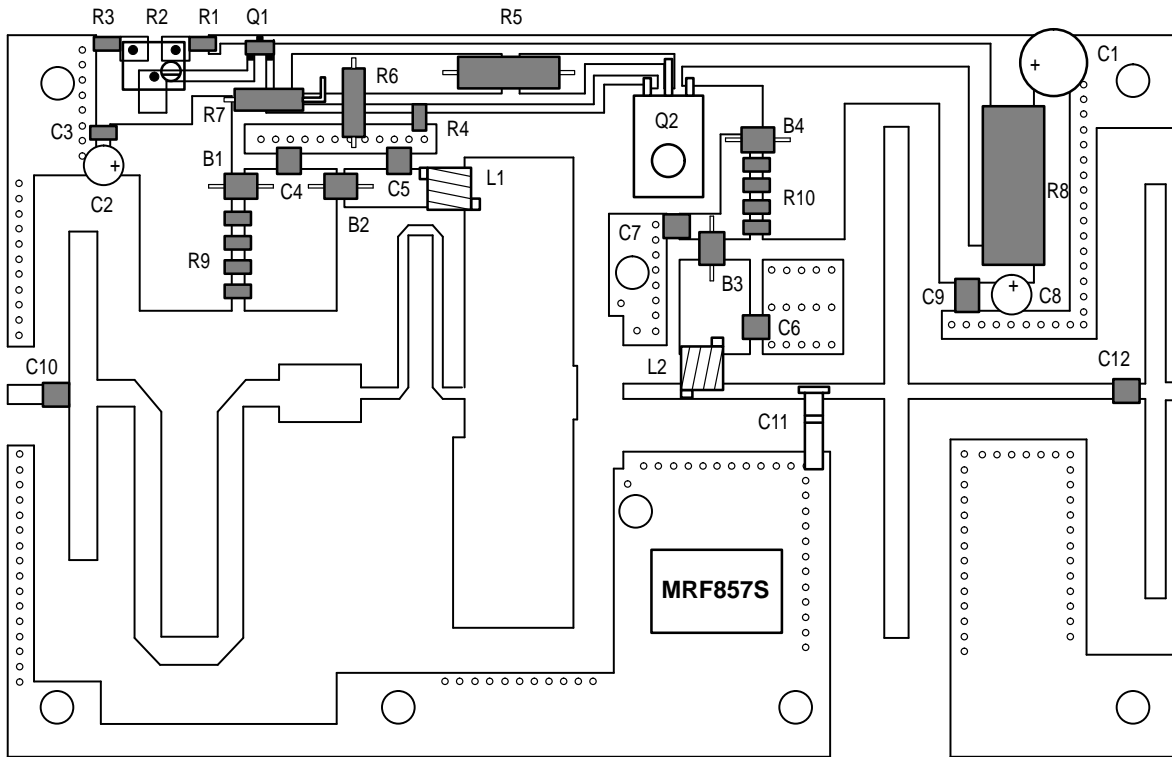 R3 R2 R1 Q1 R5
C1
R6
R7
C3
R4
Q2
B4
B1
C4
C5
L1
R8
C2
B2
R10
C7
R9
B3
C9
C8
C6
C10
L2
C12
C11
MRF857S
+
+
+